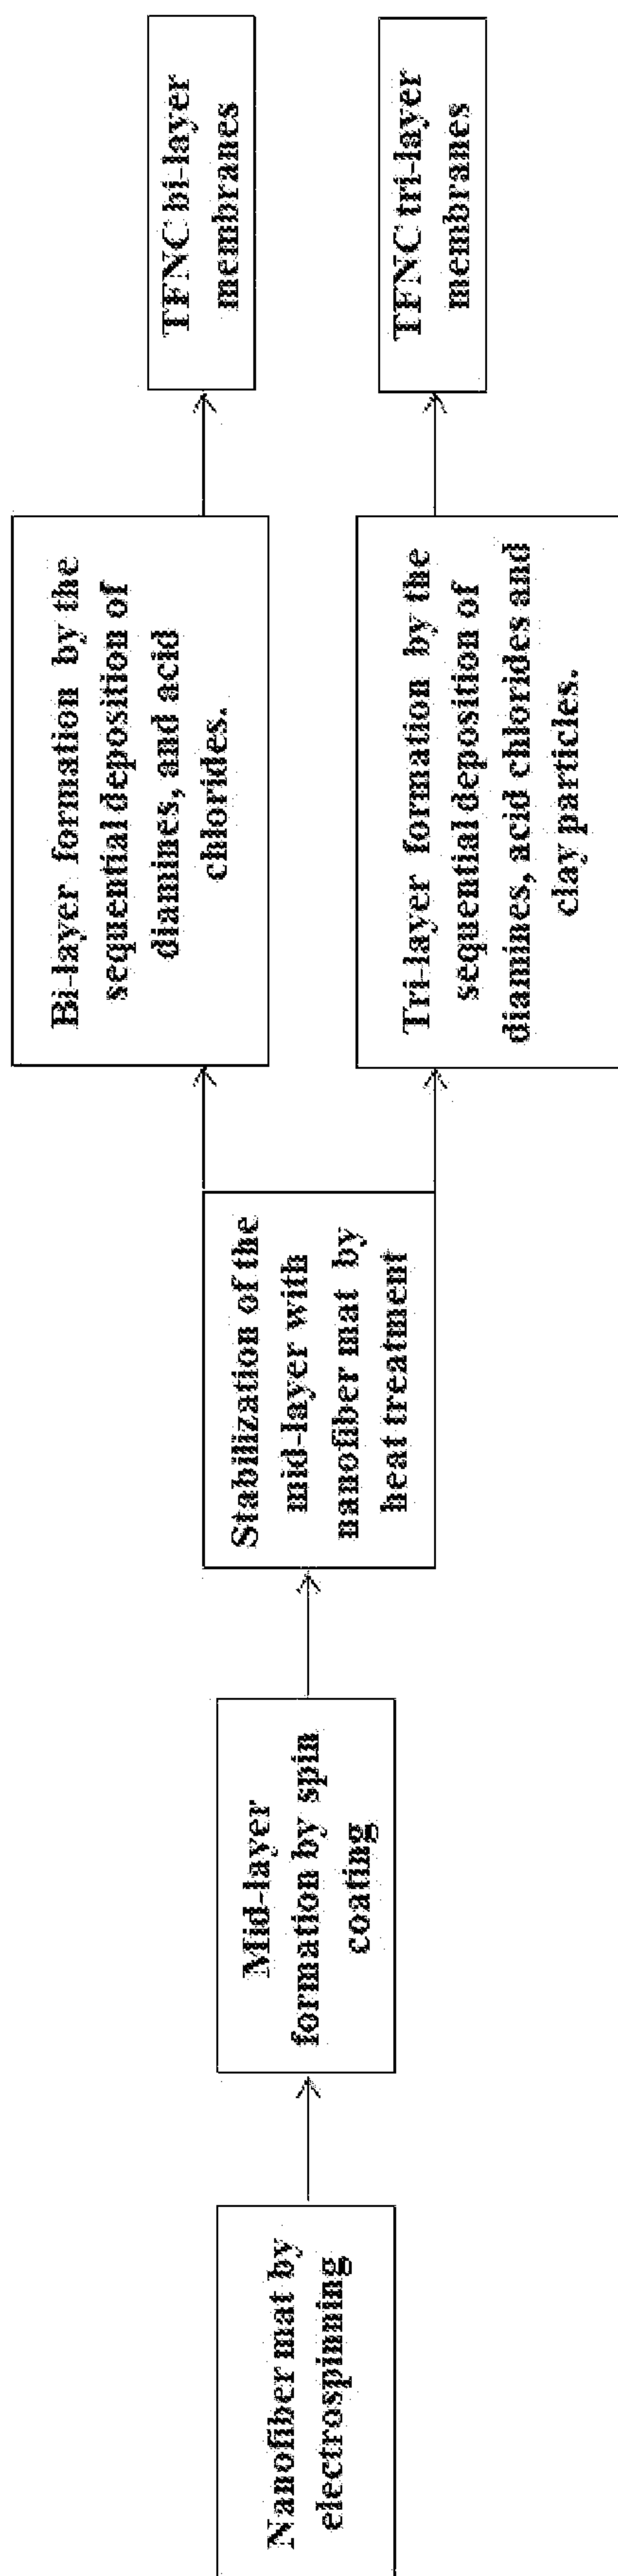 Nanofiber mat by
electrospinning
Mid-layer
formation by spin
coating
Stabilization of the
mid-layer with
nanofiber mat by
heat treatment
Bi-layer formation by the
sequential deposition of
diamines, and acid
chlorides.
TFNC bi-layer
membranes
Tri-layer formation by the
sequential deposition of
diamines, acid chlorides and
clay particles.
TFNC tri-layer
membranes